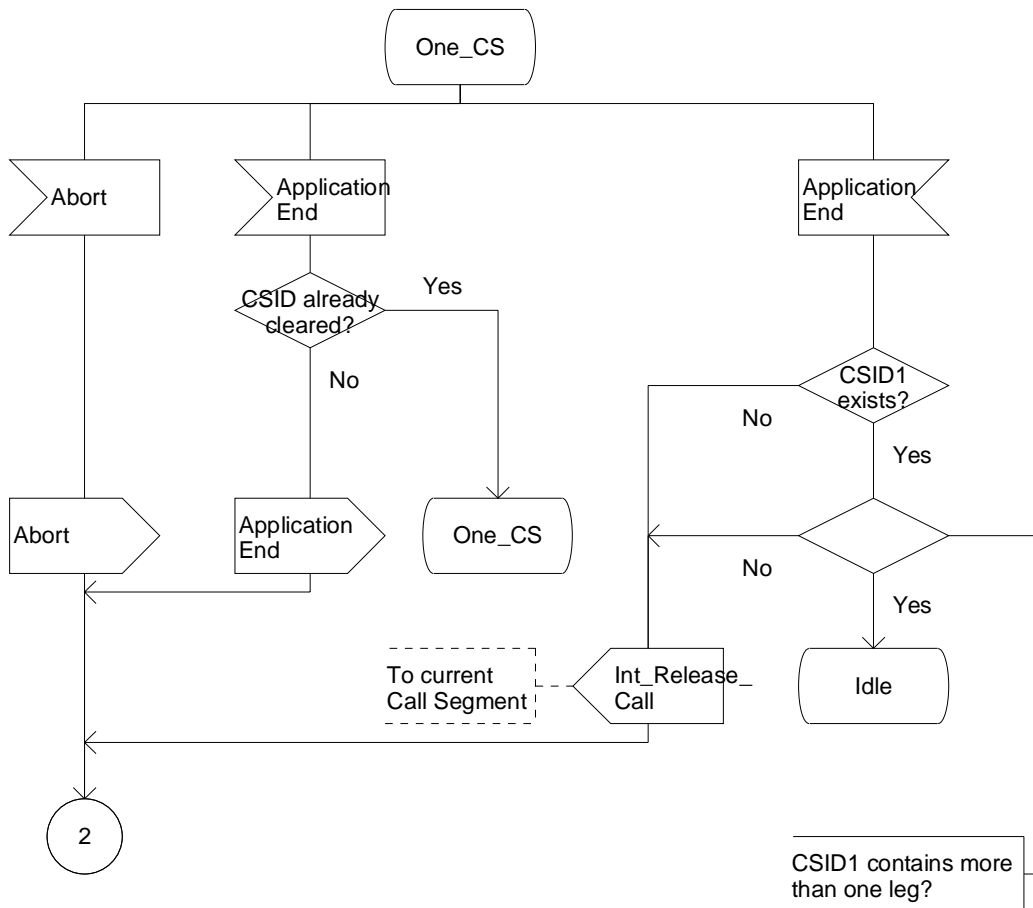 One_CS
Abort
Application
End
Application
End
CSID already
cleared?
Yes
No
CSID1
exists?
No
Yes
Abort
Application
End
One_CS
No
Yes
To current
Call Segment
Int_Release_
Call
Idle
2
CSID1 contains more
than one leg?